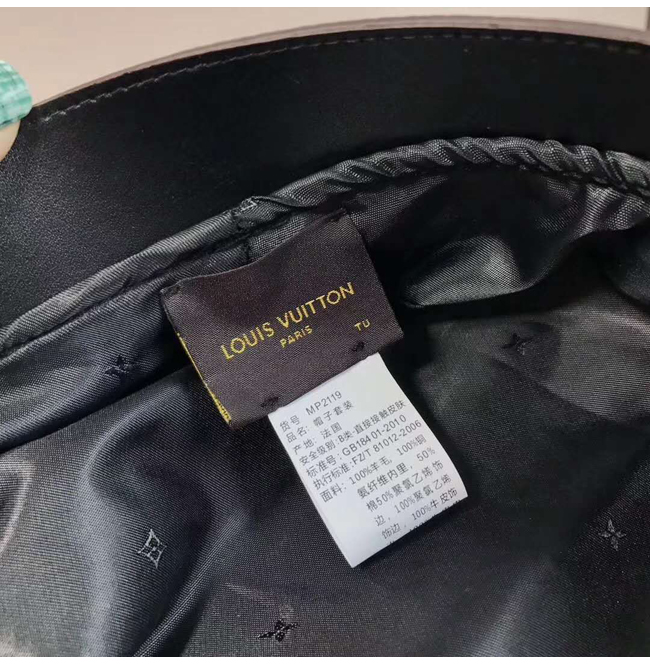 LOUIS VUITTON
PARIS
TU
货号 MP2119
品名: 帽子套装
产地: 法国
安全级别: B类.直接接触皮肤
标准号: GB18401-2010
执行标准: FZ/T 81012-2006
面料: 100%羊毛, 100%铜
氨纤维内里, 50%
棉50%聚氯乙烯饰
边, 100%聚氯乙烯
饰边, 100%牛皮饰